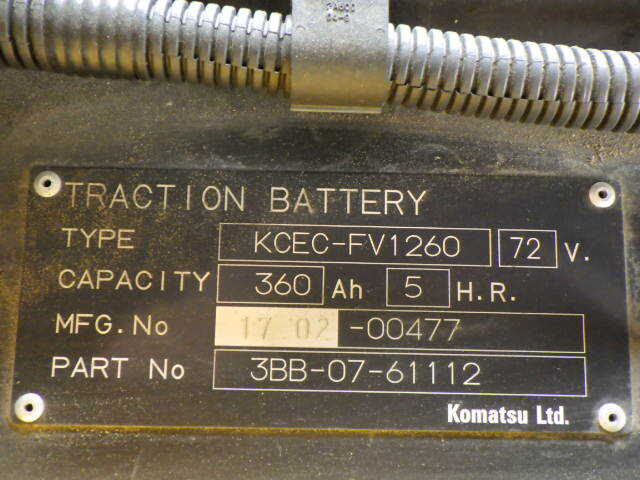 TRACTION BATTERY
TYPE KCEC-FV1260 72 V.
CAPACITY 360 Ah 5 H.R.
MFG.No 17 02 -00477
PART No 3BB-07-61112
Komatsu Ltd.